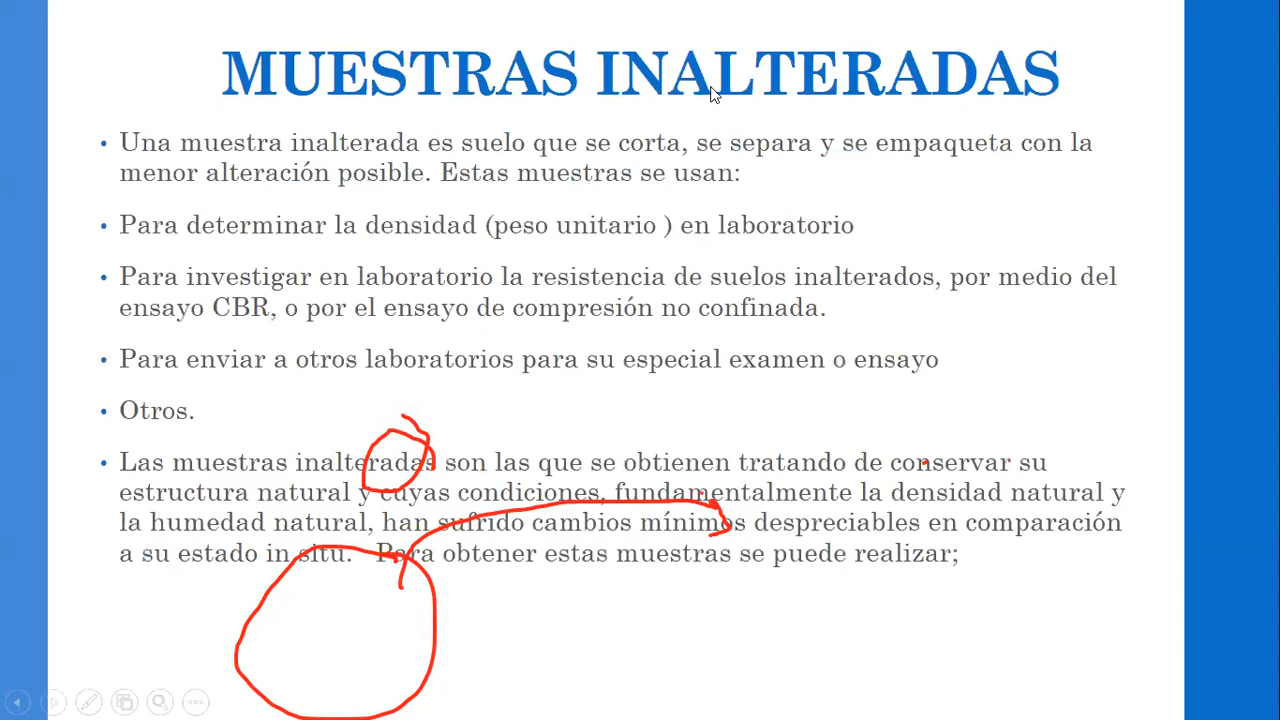 MUESTRAS INALTERADAS
• Una muestra inalterada es suelo que se corta, se separa y se empaqueta con la
menor alteración posible. Estas muestras se usan:
• Para determinar la densidad (peso unitario ) en laboratorio
• Para investigar en laboratorio la resistencia de suelos inalterados, por medio del
ensayo CBR, o por el ensayo de compresión no confinada.
• Para enviar a otros laboratorios para su especial examen o ensayo
• Otros.
• Las muestras inalteradas son las que se obtienen tratando de conservar su
estructura natural y cuyas condiciones, fundamentalmente la densidad natural y
la humedad natural, han sufrido cambios mínimos despreciables en comparación
a su estado in situ. Para obtener estas muestras se puede realizar;